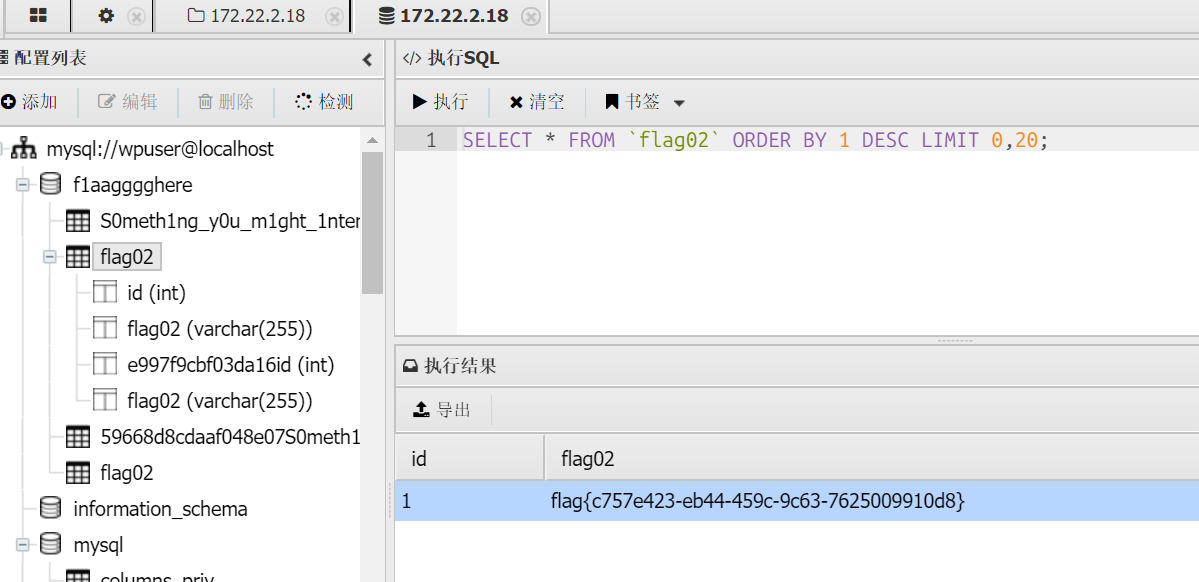 172.22.2.18
172.22.2.18
配置列表
添加 编辑 删除 检测
mysql://wpuser@localhost
f1aagggghere
S0meth1ng_y0u_m1ght_1nter
flag02
id (int)
flag02 (varchar(255))
e997f9cbf03da16id (int)
flag02 (varchar(255))
59668d8cdaaf048e07S0meth1
flag02
information_schema
mysql
columns_priv
</> 执行SQL
执行 清空 书签
1 SELECT * FROM `flag02` ORDER BY 1 DESC LIMIT 0,20;
执行结果
导出
id flag02
1 flag{c757e423-eb44-459c-9c63-7625009910d8}